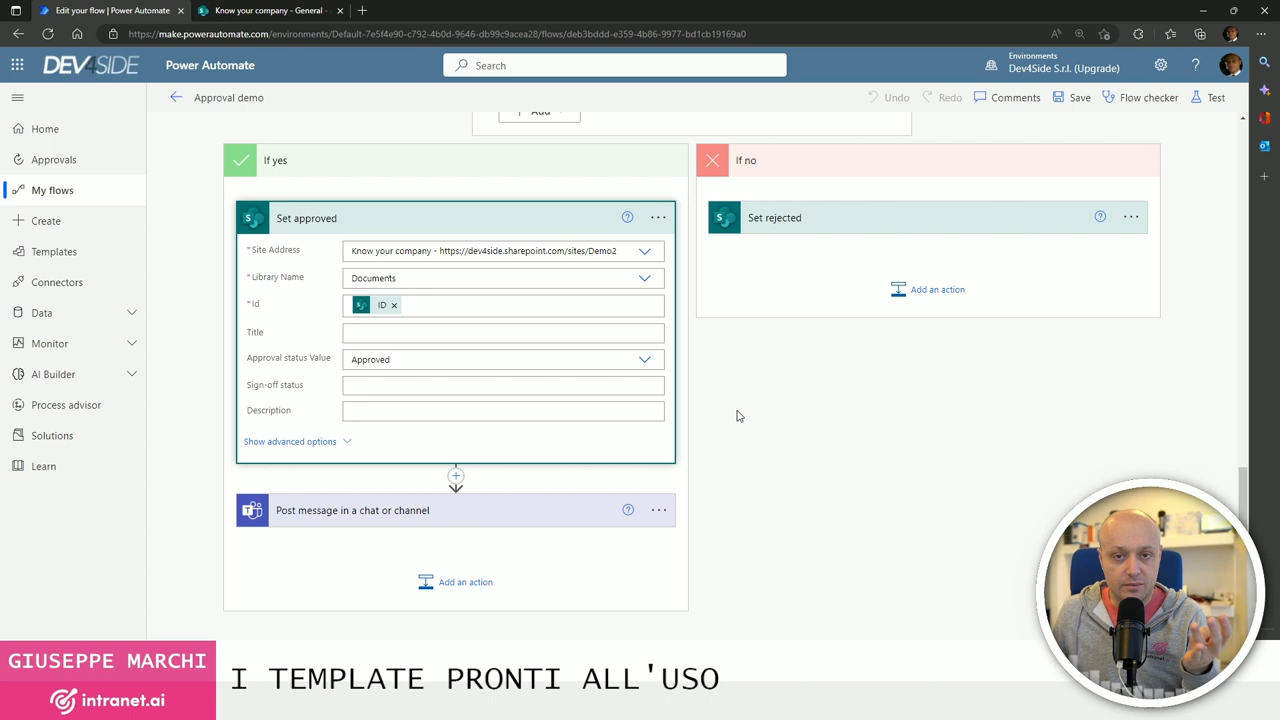 Edit your flow | Power Automate
Know your company - General -
https://make.powerautomate.com/environments/Default-7e5f4e90-c792-4b0d-9646-db99c9acea28/flows/deb3bddd-e359-4b86-9977-bd1cb19169a0
DEV4SIDE
Power Automate
Search
Environments
Dev4Side S.r.l. (Upgrade)
Approval demo
Undo
Redo
Comments
Save
Flow checker
Test
Home
Approvals
My flows
Create
Templates
Connectors
Data
Monitor
AI Builder
Process advisor
Solutions
Learn
Add
If yes
Set approved
* Site Address
Know your company - https://dev4side.sharepoint.com/sites/Demo2
* Library Name
Documents
* Id
ID
Title
Approval status Value
Approved
Sign-off status
Description
Show advanced options
Post message in a chat or channel
Add an action
If no
Set rejected
Add an action
GIUSEPPE MARCHI
intranet.ai
I TEMPLATE PRONTI ALL'USO